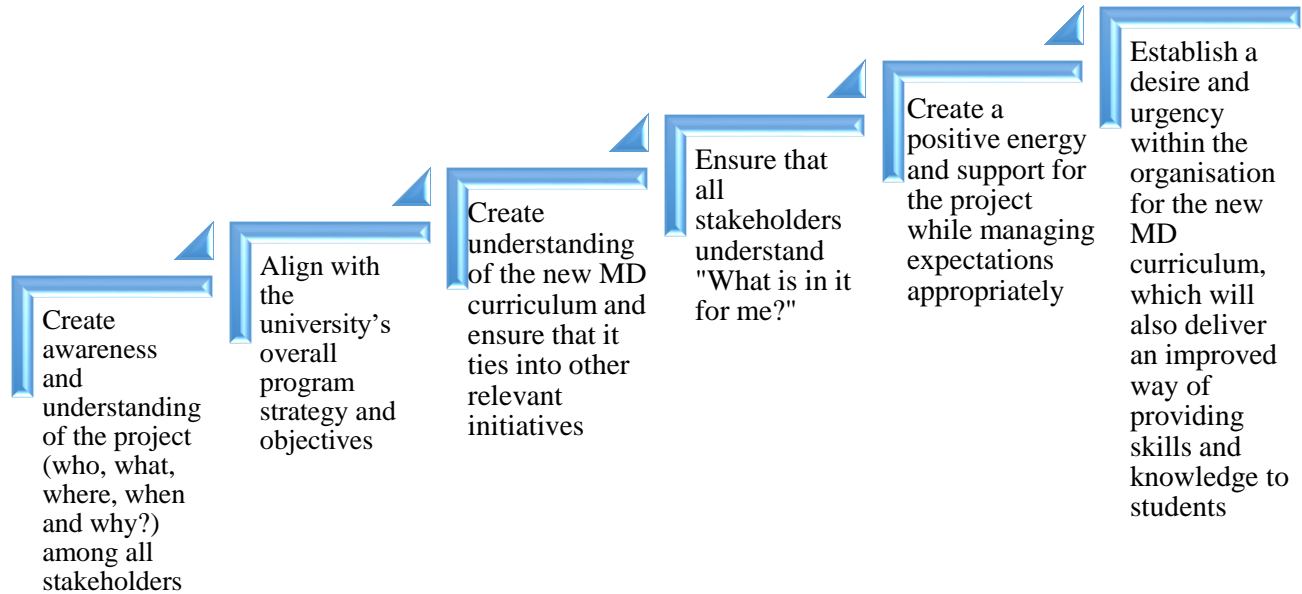 Create
awareness
and
understanding
of the project
(who, what,
where, when
and why?)
among all
stakeholders
Align with
the
university’s
overall
program
strategy and
objectives
Create
understanding
of the new MD
curriculum and
ensure that it
ties into other
relevant
initiatives
Ensure that
all
stakeholders
understand
"What is in it
for me?"
Create a
positive energy
and support for
the project
while managing
expectations
appropriately
Establish a
desire and
urgency
within the
organisation
for the new
MD
curriculum,
which will
also deliver
an improved
way of
providing
skills and
knowledge to
students